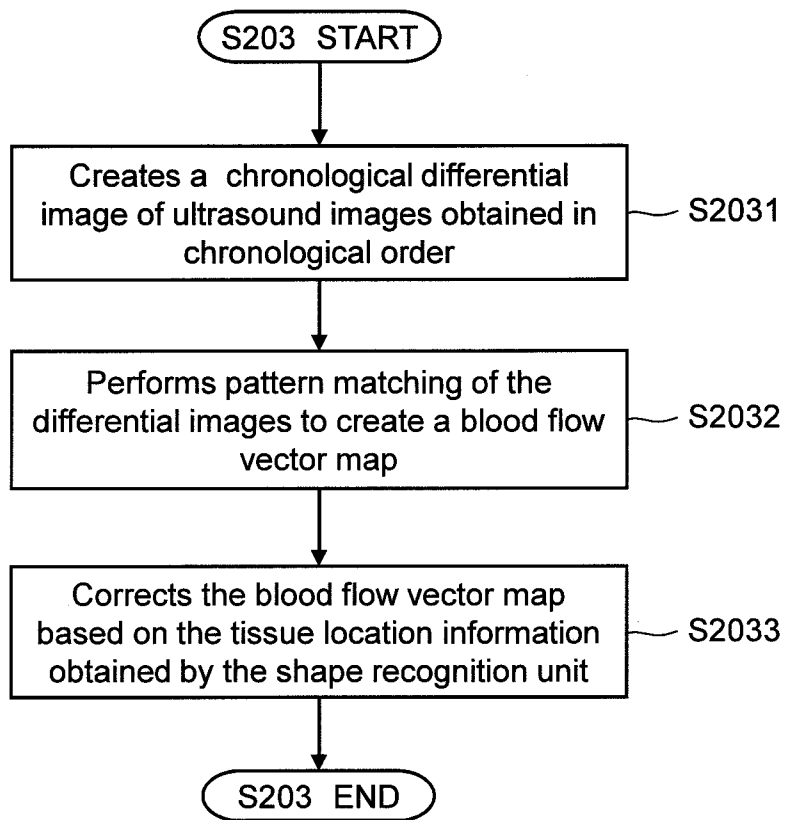 S203 START
Creates a chronological differential
image of ultrasound images obtained in
chronological order
S2031
Performs pattern matching of the
differential images to create a blood flow
vector map
S2032
Corrects the blood flow vector map
based on the tissue location information
obtained by the shape recognition unit
S2033
S203 END